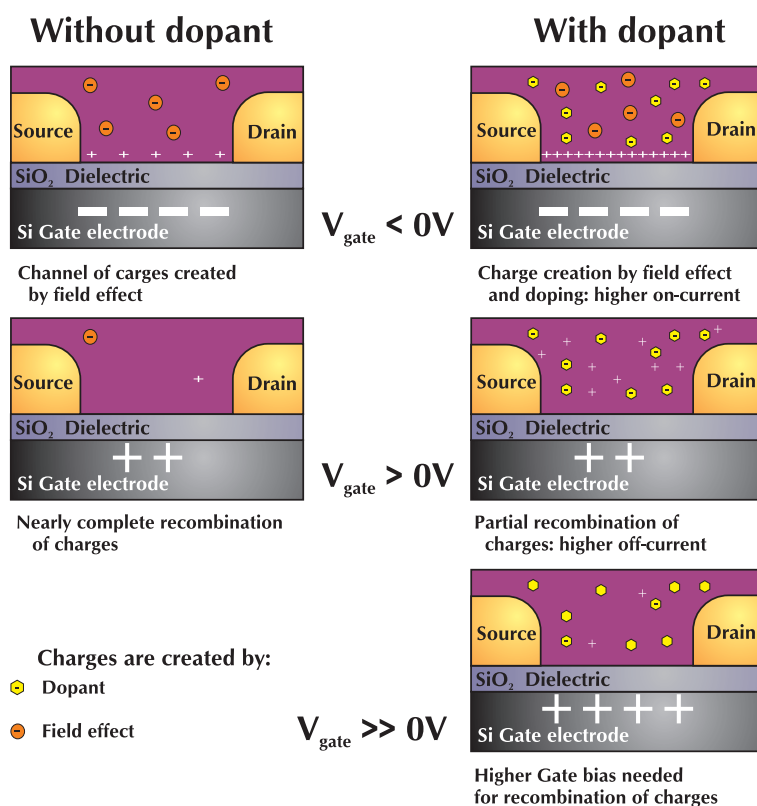 Without dopant
With dopant
Source
Drain
SiO2 Dielectric
Si Gate electrode
Source
Drain
SiO2 Dielectric
Si Gate electrode
Vgate < 0V
Channel of carges created
by field effect
Charge creation by field effect
and doping: higher on-current
Source
Drain
SiO2 Dielectric
Si Gate electrode
Source
Drain
SiO2 Dielectric
Si Gate electrode
Vgate > 0V
Nearly complete recombination
of charges
Partial recombination of
charges: higher off-current
Source
Drain
SiO2 Dielectric
Si Gate electrode
Charges are created by:
Dopant
Field effect
Vgate >> 0V
Higher Gate bias needed
for recombination of charges